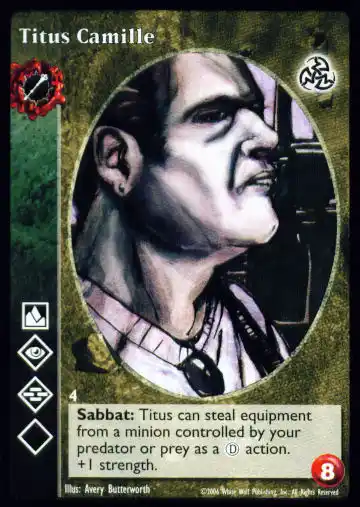 Titus Camille
4
Sabbat: Titus can steal equipment
from a minion controlled by your
predator or prey as a Ⓓ action.
+1 strength.
8
Illus: Avery Butterworth
©2006 White Wolf Publishing, Inc. All Rights Reserved